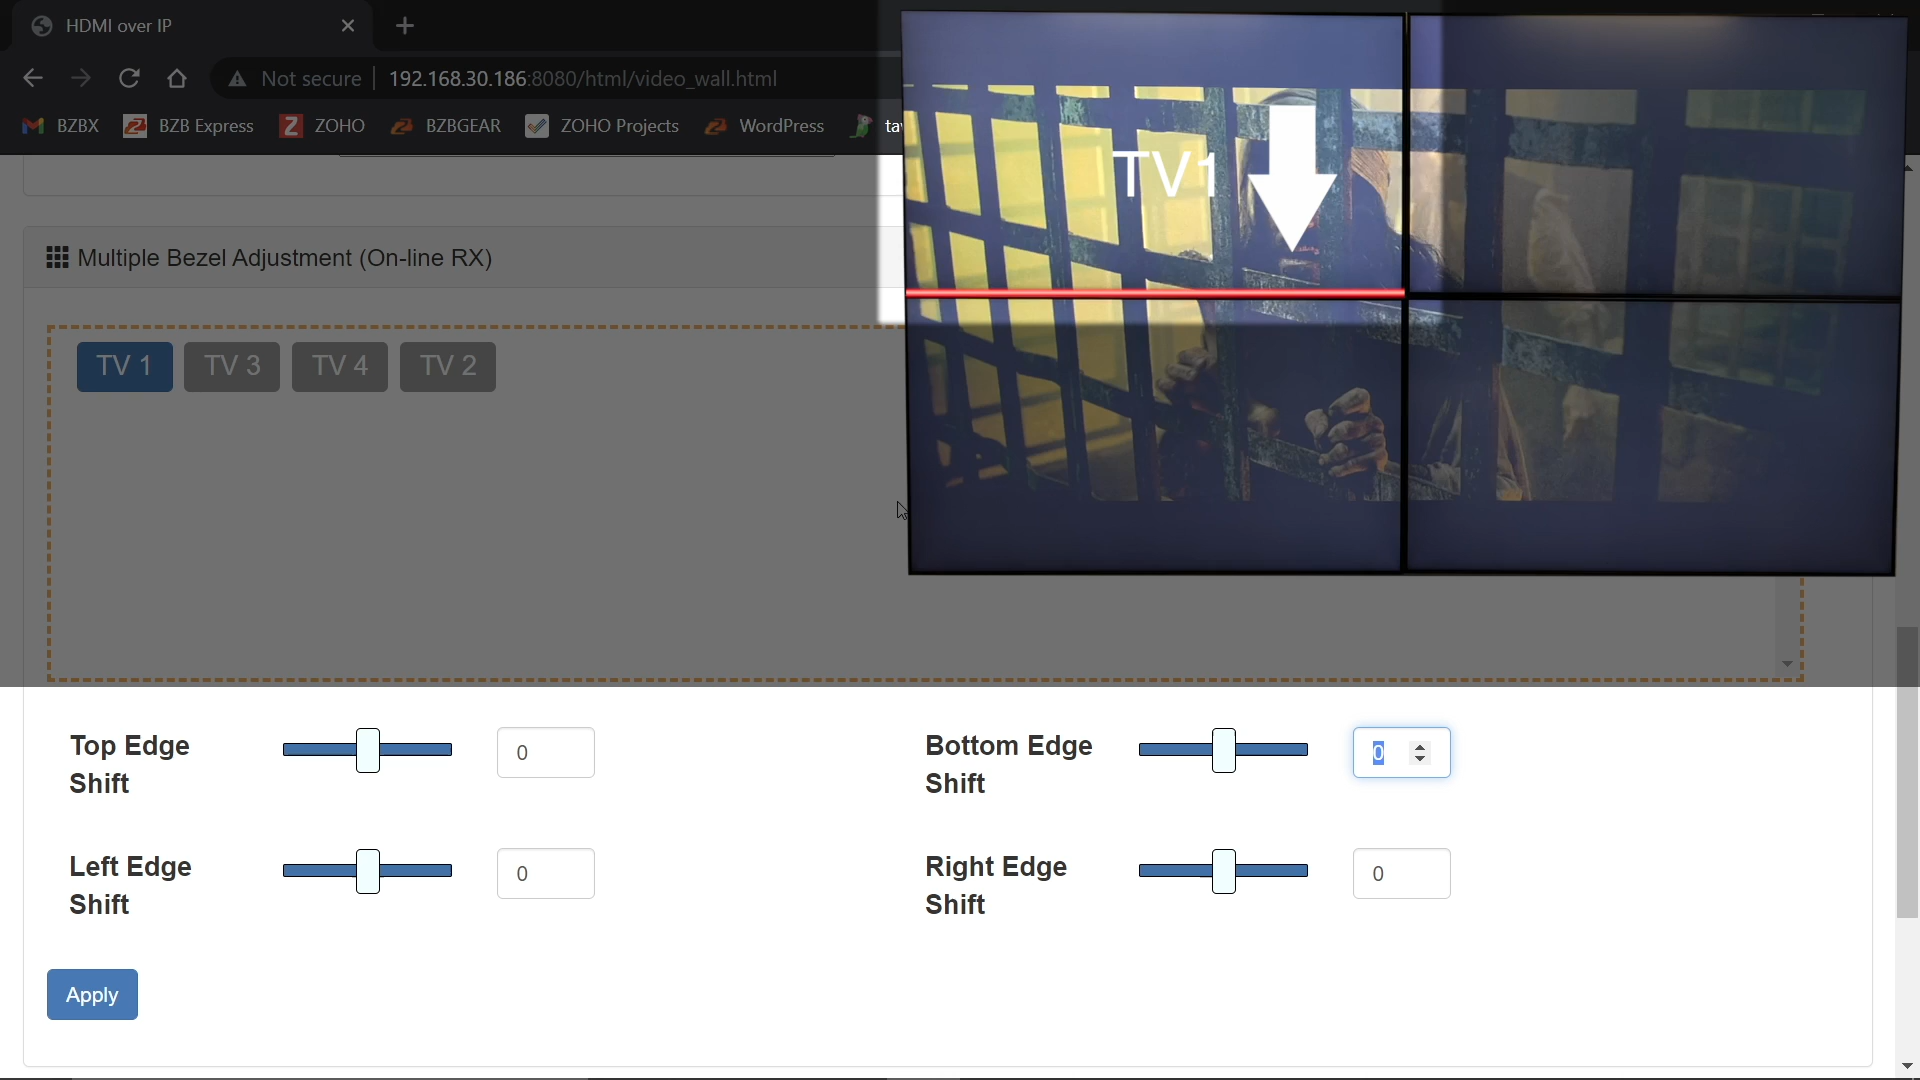 HDMI over IP
Not secure 192.168.30.186:8080/html/video_wall.html
BZBX BZB Express ZOHO BZBGEAR ZOHO Projects WordPress
TV1
Multiple Bezel Adjustment (On-line RX)
TV 1 TV 3 TV 4 TV 2
Top Edge Shift 0
Bottom Edge Shift 0
Left Edge Shift 0
Right Edge Shift 0
Apply